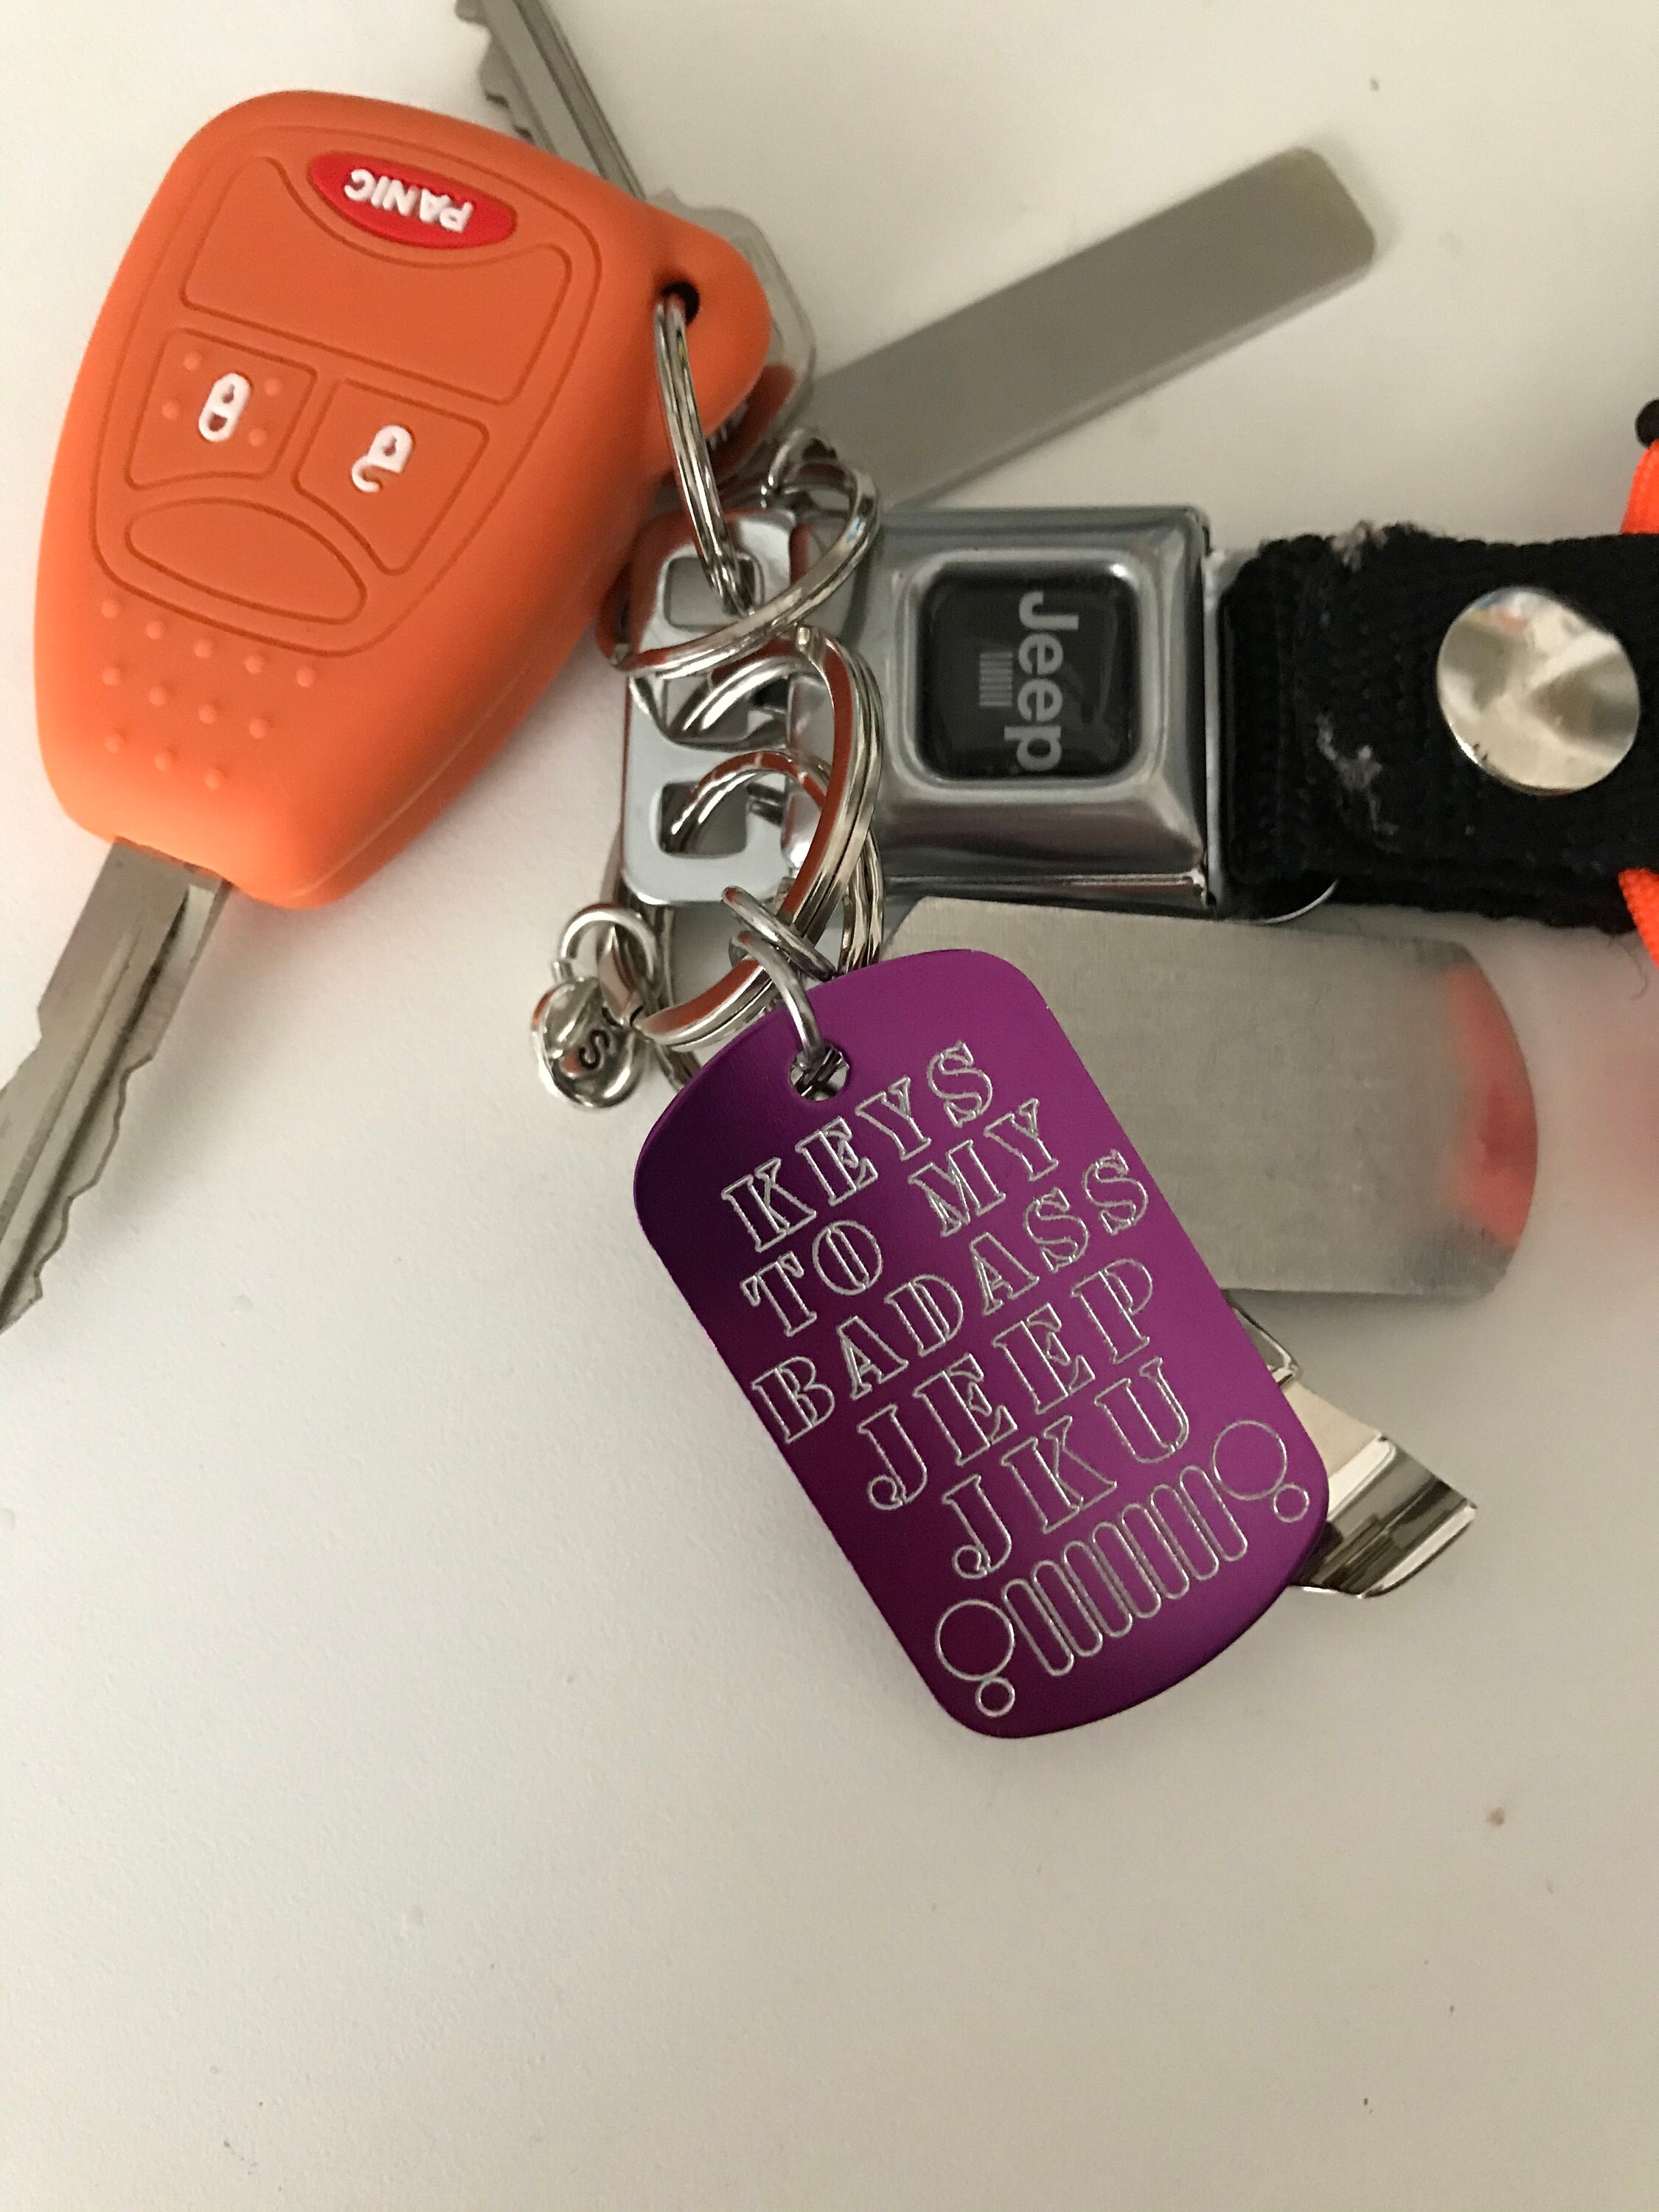 PANIC
Jeep
S
KEYS
TO MY
BADASS
JEEP
JKU